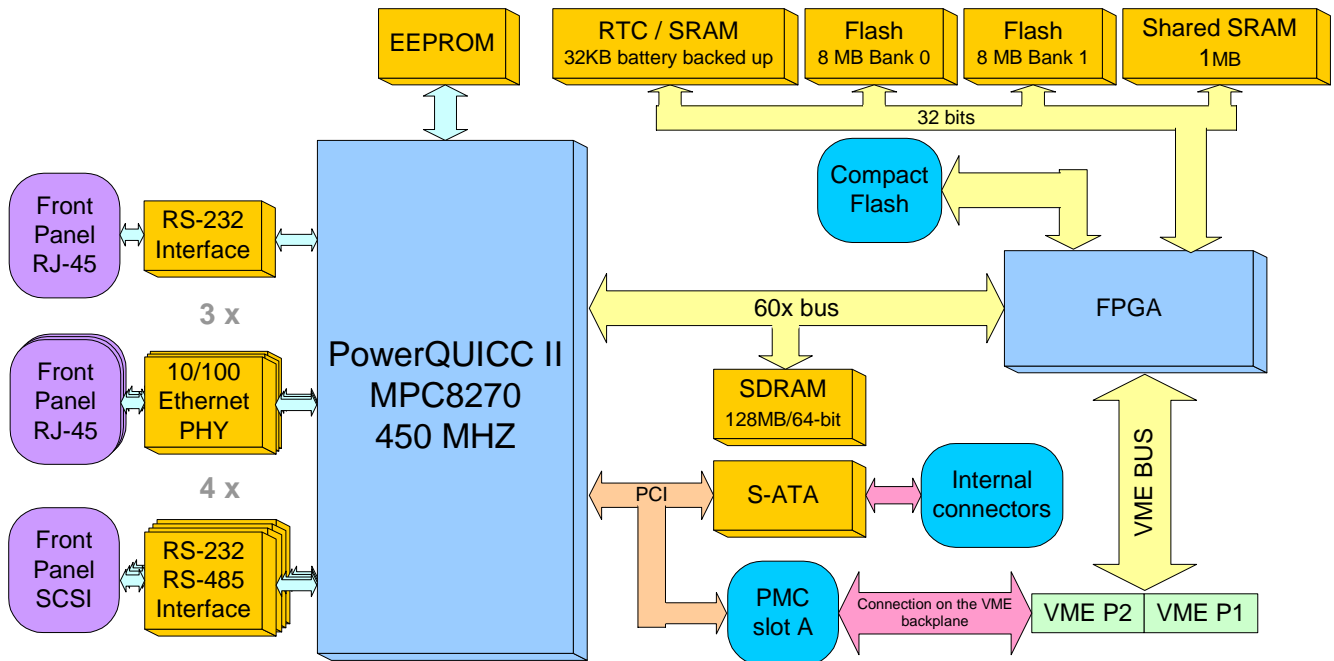 EEPROM
RTC / SRAM
32KB battery backed up
Flash
8 MB Bank 0
Flash
8 MB Bank 1
Shared SRAM
1MB
32 bits
Compact
Flash
Front
Panel
RJ-45
RS-232
Interface
3 x
Front
Panel
RJ-45
10/100
Ethernet
PHY
4 x
Front
Panel
SCSI
RS-232
RS-485
Interface
PowerQUICC II
MPC8270
450 MHZ
60x bus
FPGA
SDRAM
128MB/64-bit
PCI
S-ATA
Internal
connectors
VME BUS
PMC
slot A
Connection on the VME
backplane
VME P2
VME P1